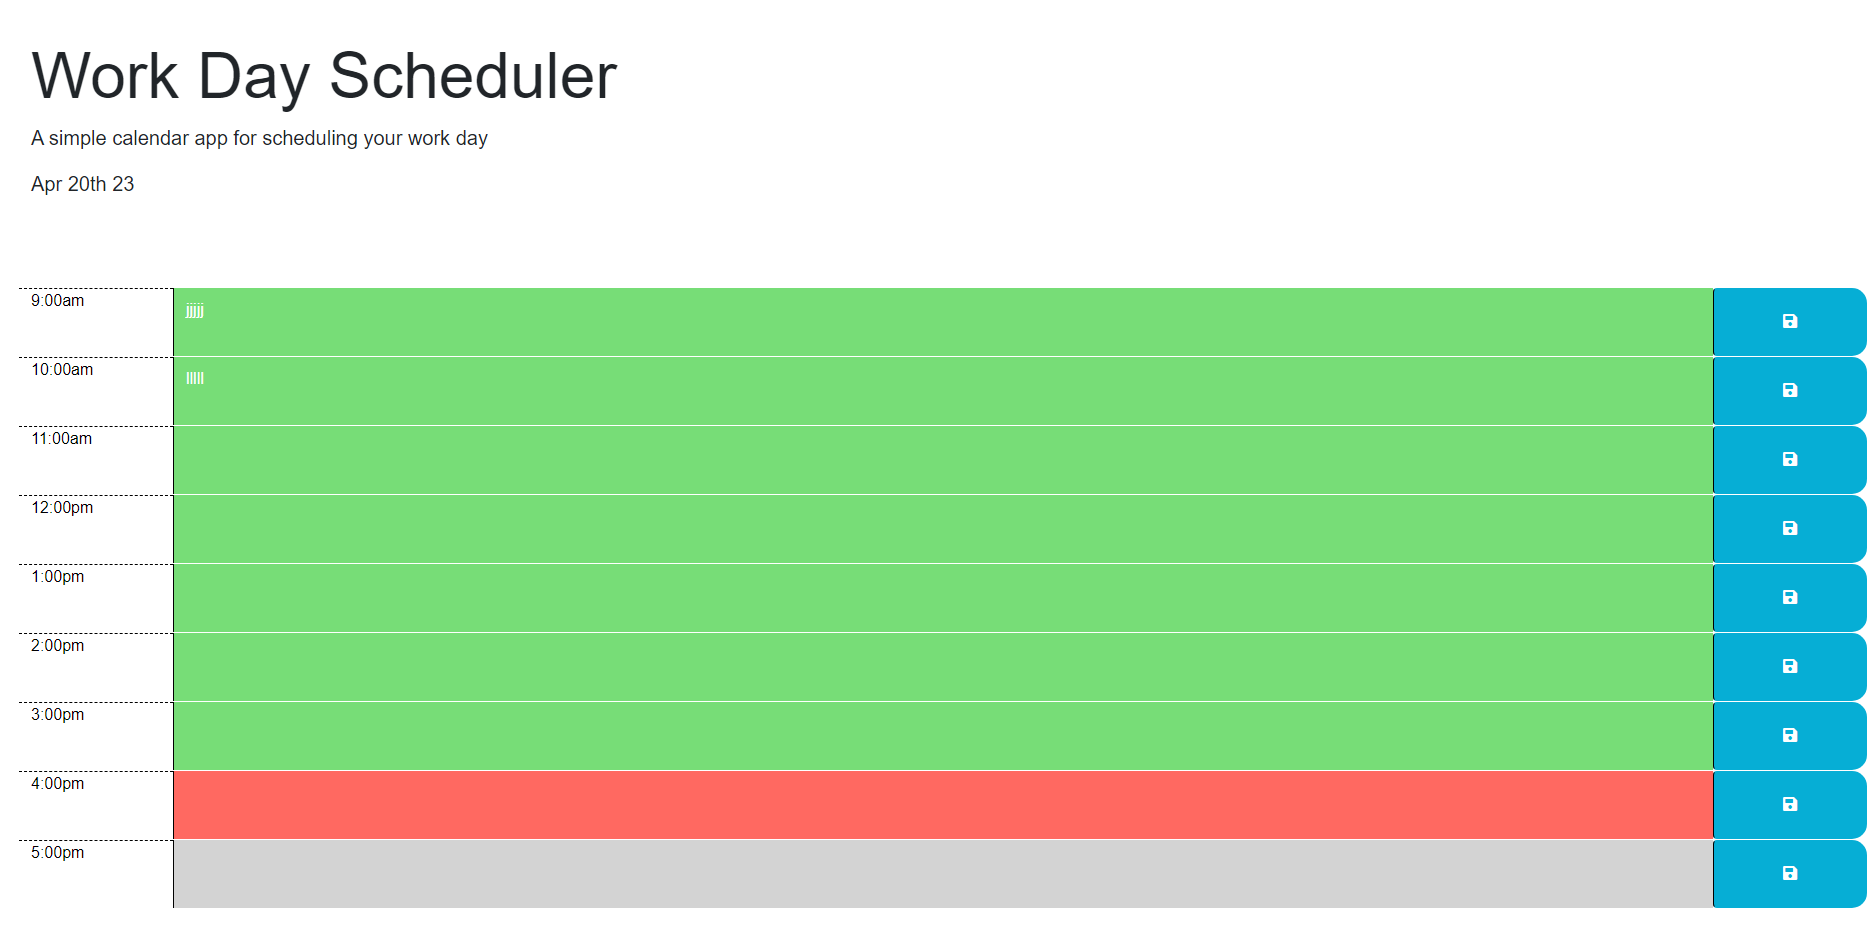 Work Day Scheduler
A simple calendar app for scheduling your work day
Apr 20th 23
9:00am
jjjjj
10:00am
lllll
11:00am
12:00pm
1:00pm
2:00pm
3:00pm
4:00pm
5:00pm